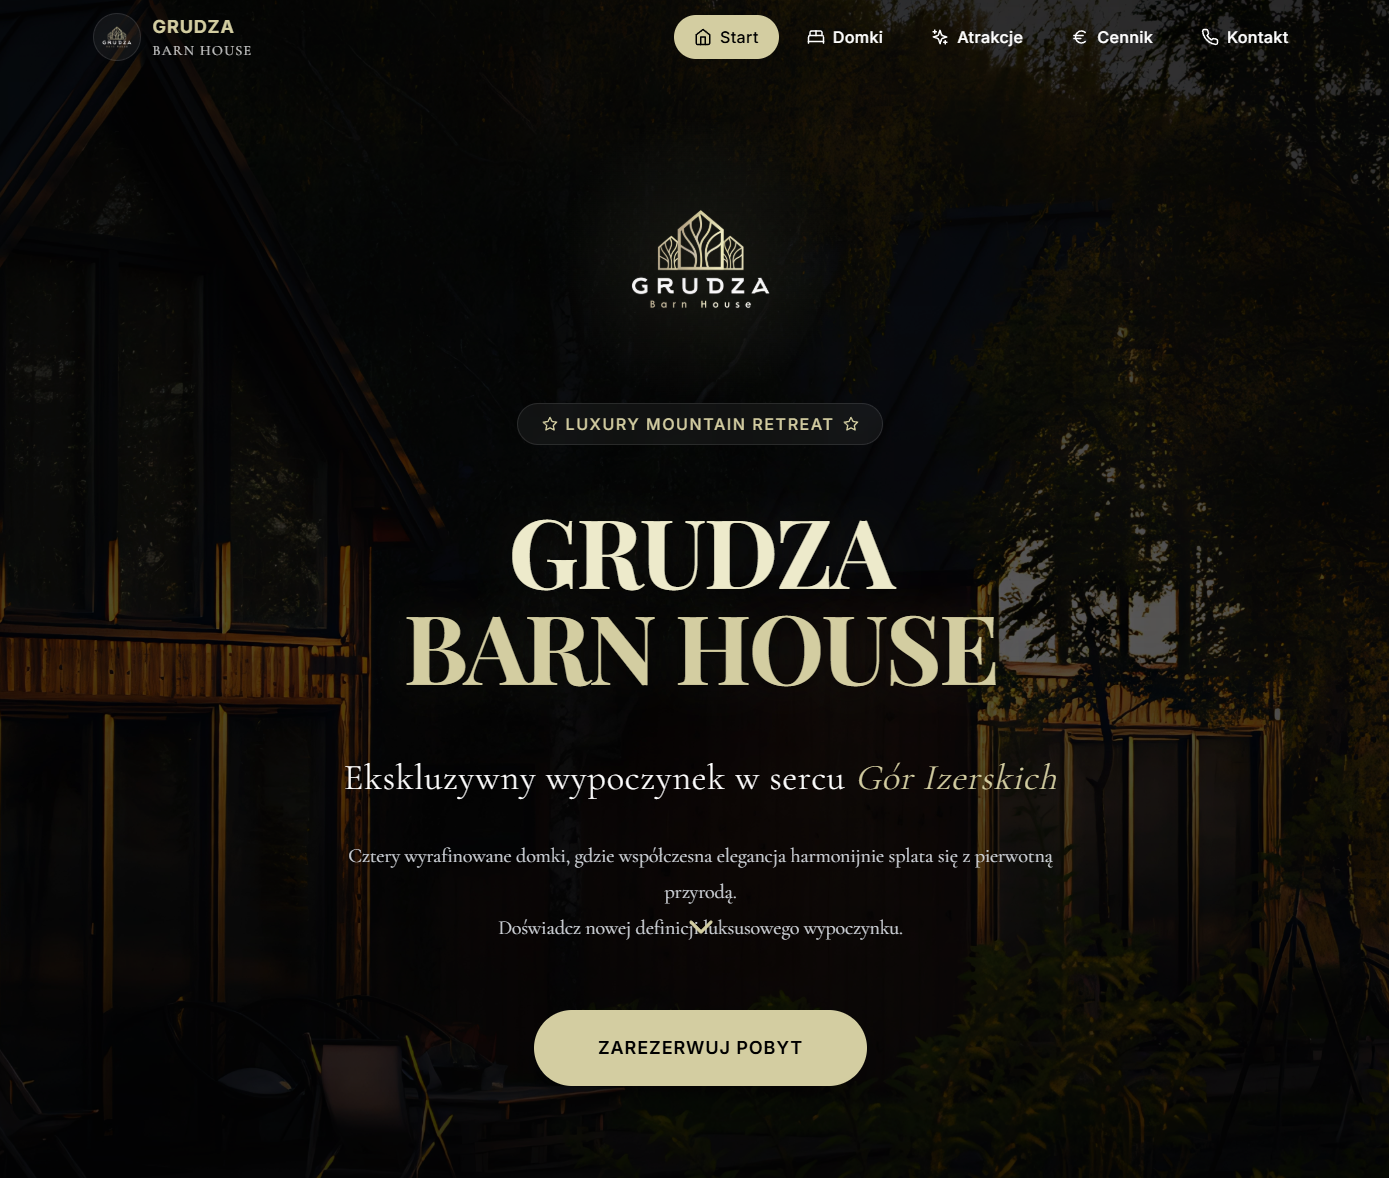 GRUDZA
BARN HOUSE
Start
Domki
Atrakcje
Cennik
Kontakt
GRUDZA
Barn House
LUXURY MOUNTAIN RETREAT
GRUDZA
BARN HOUSE
Ekskluzywny wypoczynek w sercu Gór Izerskich
Cztery wyrafinowane domki, gdzie współczesna elegancja harmonijnie splata się z pierwotną
przyrodą.
Doświadcz nowej definicji luksusowego wypoczynku.
ZAREZERWUJ POBYT